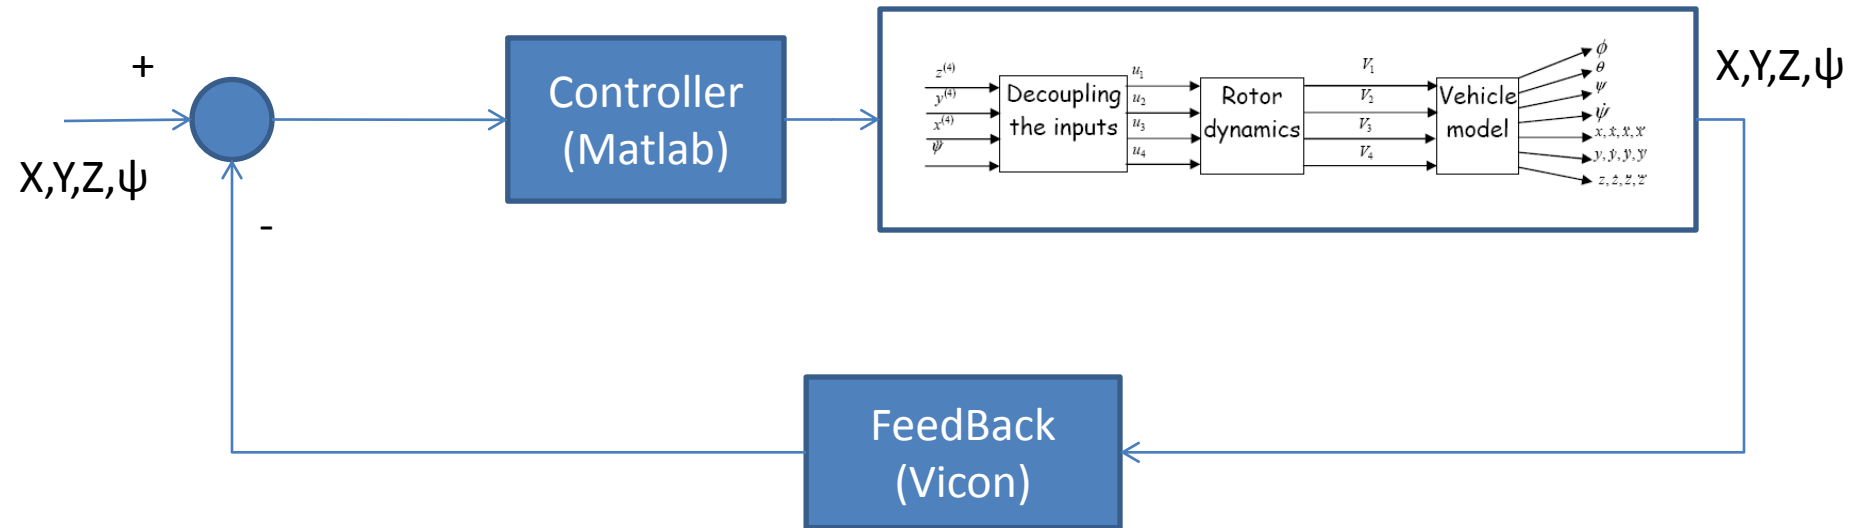 +
X,Y,Z,ψ
-
Controller
(Matlab)
z⁽⁴⁾
y⁽⁴⁾
x⁽⁴⁾
Decoupling
the inputs
u₁
u₂
u₃
u₄
Rotor
dynamics
V₁
V₂
V₃
V₄
Vehicle
model
ϕ
θ
ψ
ψ̇
X,Y,Z,ψ
FeedBack
(Vicon)